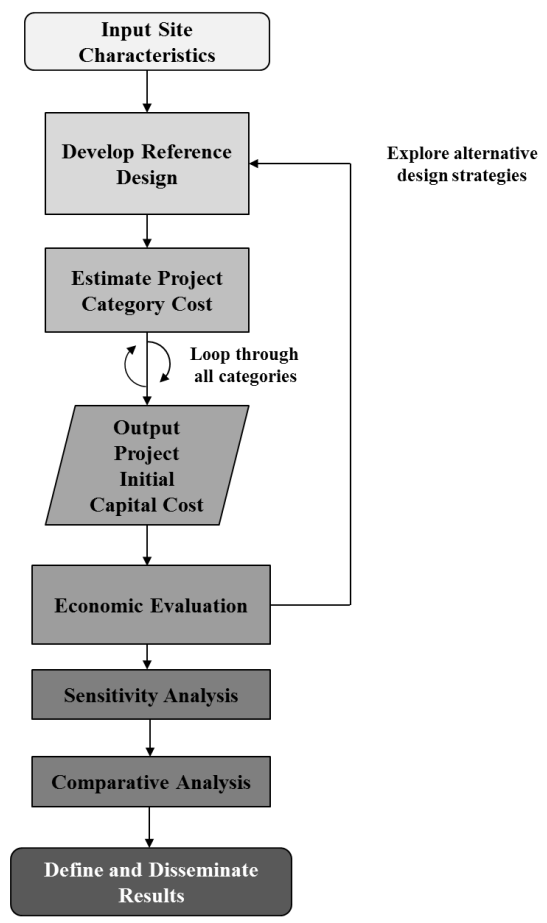 Input Site
Characteristics
Develop Reference
Design
Explore alternative
design strategies
Estimate Project
Category Cost
Loop through
all categories
Output
Project
Initial
Capital Cost
Economic Evaluation
Sensitivity Analysis
Comparative Analysis
Define and Disseminate
Results